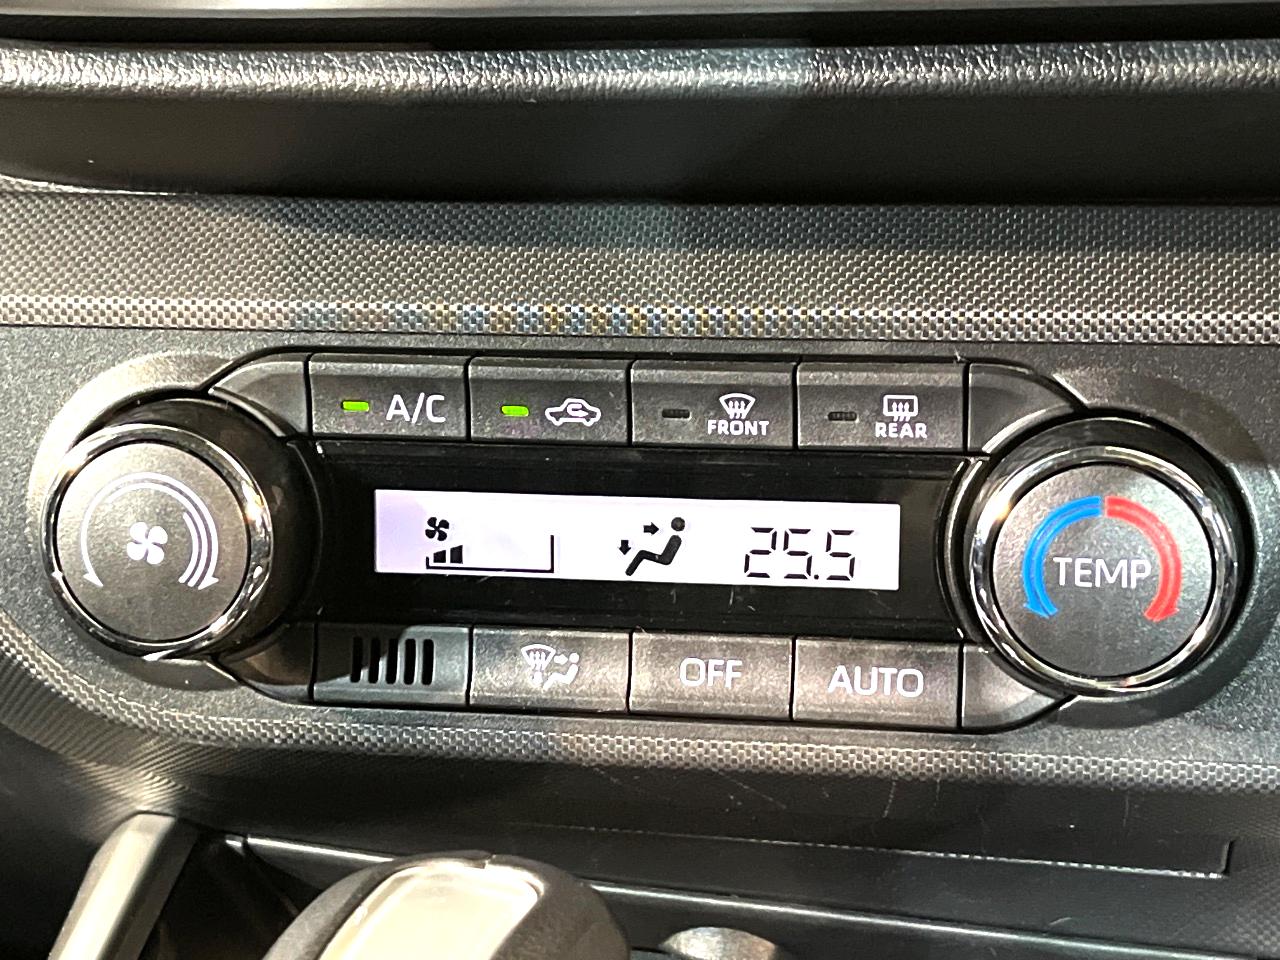 A/C
FRONT
REAR
25.5
TEMP
OFF
AUTO